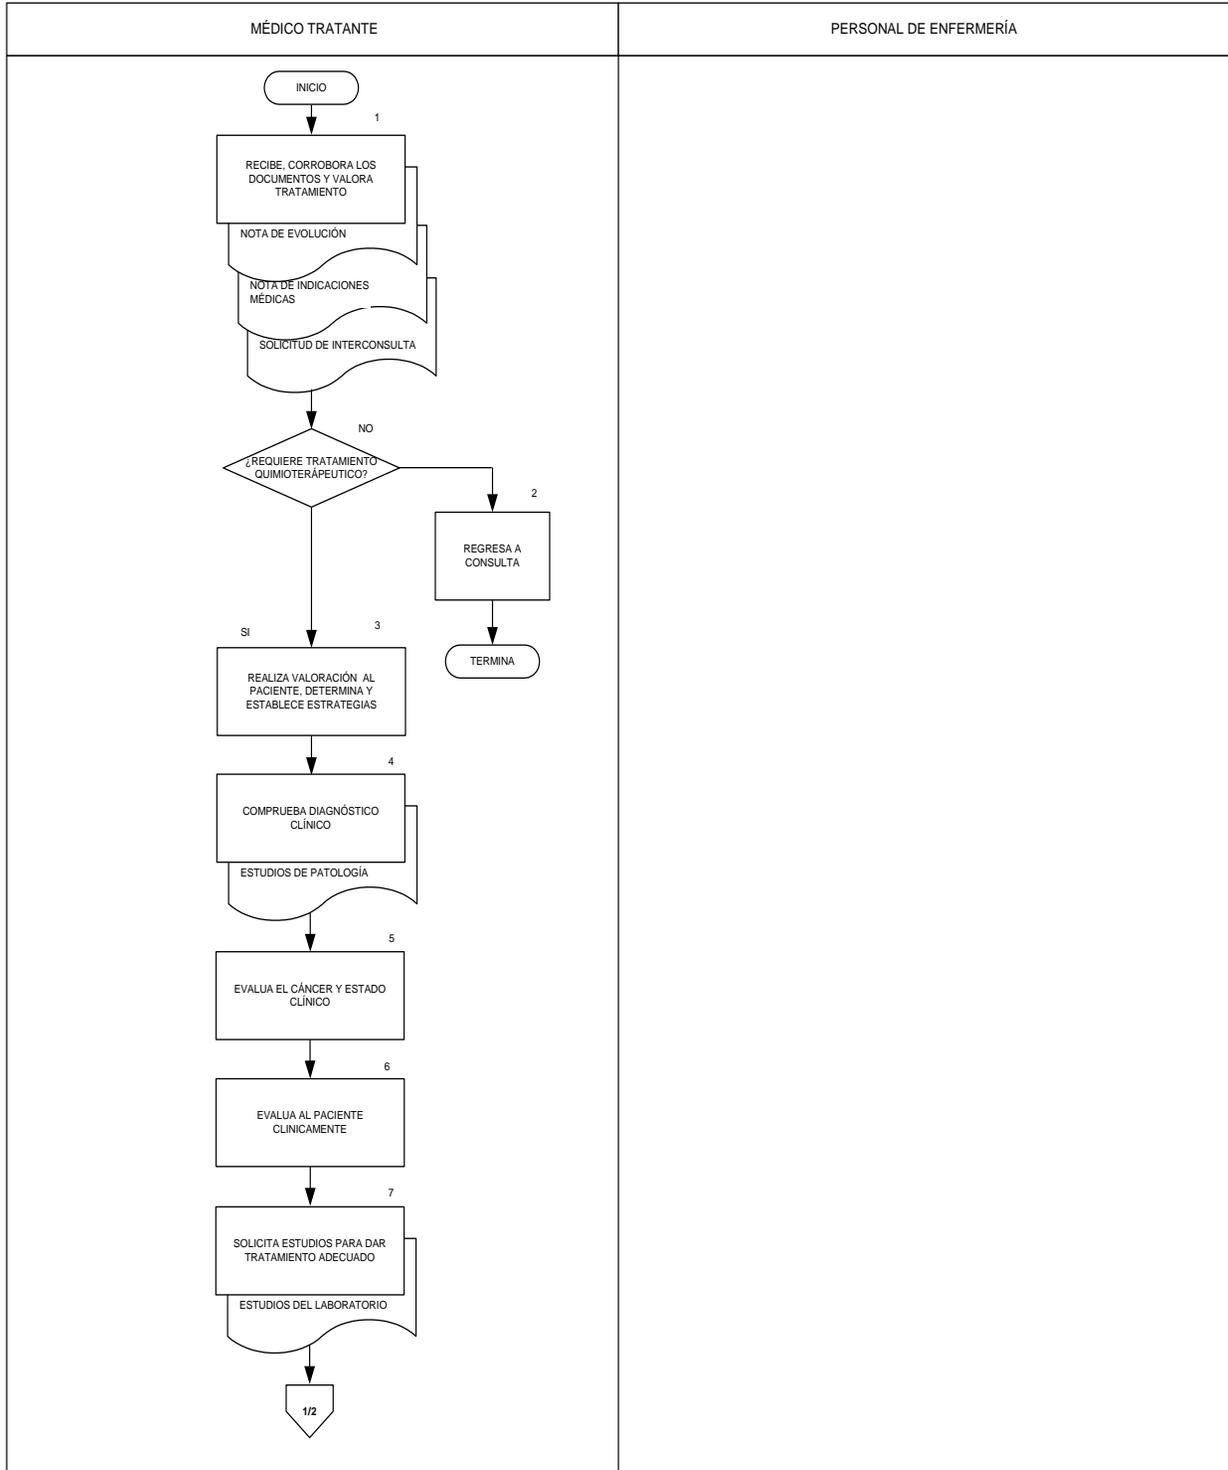 MÉDICO TRATANTE
PERSONAL DE ENFERMERÍA
INICIO
1
RECIBE, CORROBORA LOS
DOCUMENTOS Y VALORA
TRATAMIENTO
NOTA DE EVOLUCIÓN
NOTA DE INDICACIONES
MÉDICAS
SOLICITUD DE INTERCONSULTA
NO
¿REQUIERE TRATAMIENTO
QUIMIOTERÁPEUTICO?
2
REGRESA A
CONSULTA
TERMINA
SI
3
REALIZA VALORACIÓN AL
PACIENTE, DETERMINA Y
ESTABLECE ESTRATEGIAS
4
COMPRUEBA DIAGNÓSTICO
CLÍNICO
ESTUDIOS DE PATOLOGÍA
5
EVALUA EL CÁNCER Y ESTADO
CLÍNICO
6
EVALUA AL PACIENTE
CLINICAMENTE
7
SOLICITA ESTUDIOS PARA DAR
TRATAMIENTO ADECUADO
ESTUDIOS DEL LABORATORIO
1/2